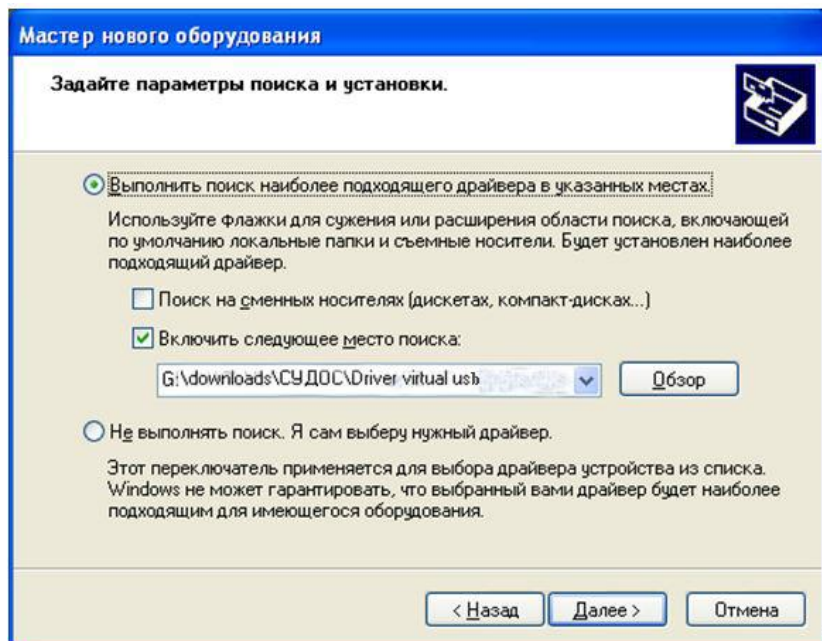 Мастер нового оборудования
Задайте параметры поиска и установки.
Выполнить поиск наиболее подходящего драйвера в указанных местах.
Используйте флажки для сужения или расширения области поиска, включающей
по умолчанию локальные папки и съемные носители. Будет установлен наиболее
подходящий драйвер.
Поиск на сменных носителях (дискетах, компакт-дисках...)
Включить следующее место поиска:
G:\downloads\СУДОС\Driver virtual usb
Обзор
Не выполнять поиск. Я сам выберу нужный драйвер.
Этот переключатель применяется для выбора драйвера устройства из списка.
Windows не может гарантировать, что выбранный вами драйвер будет наиболее
подходящим для имеющегося оборудования.
< Назад Далее > Отмена